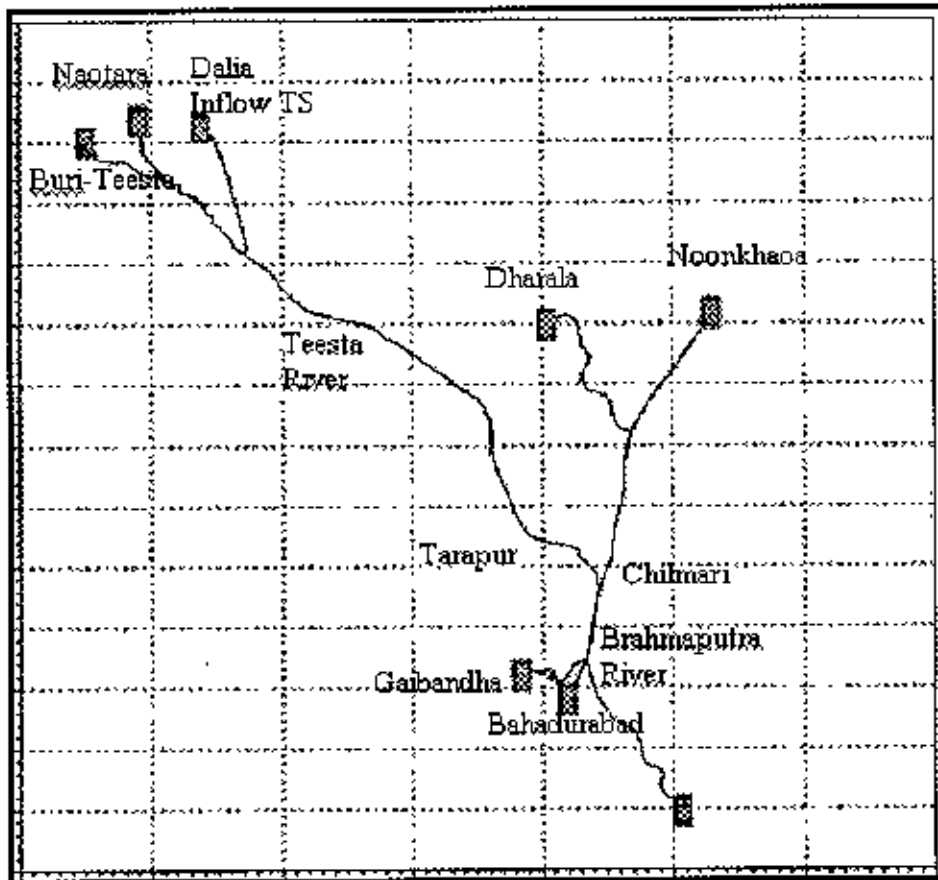 Naotara
Dalia
Inflow TS
Buri-Teesta
Noonkhaoa
Dharala
Teesta
River
Tarapur
Chilmari
Brahmaputra
River
Gaibandha
Bahadurabad